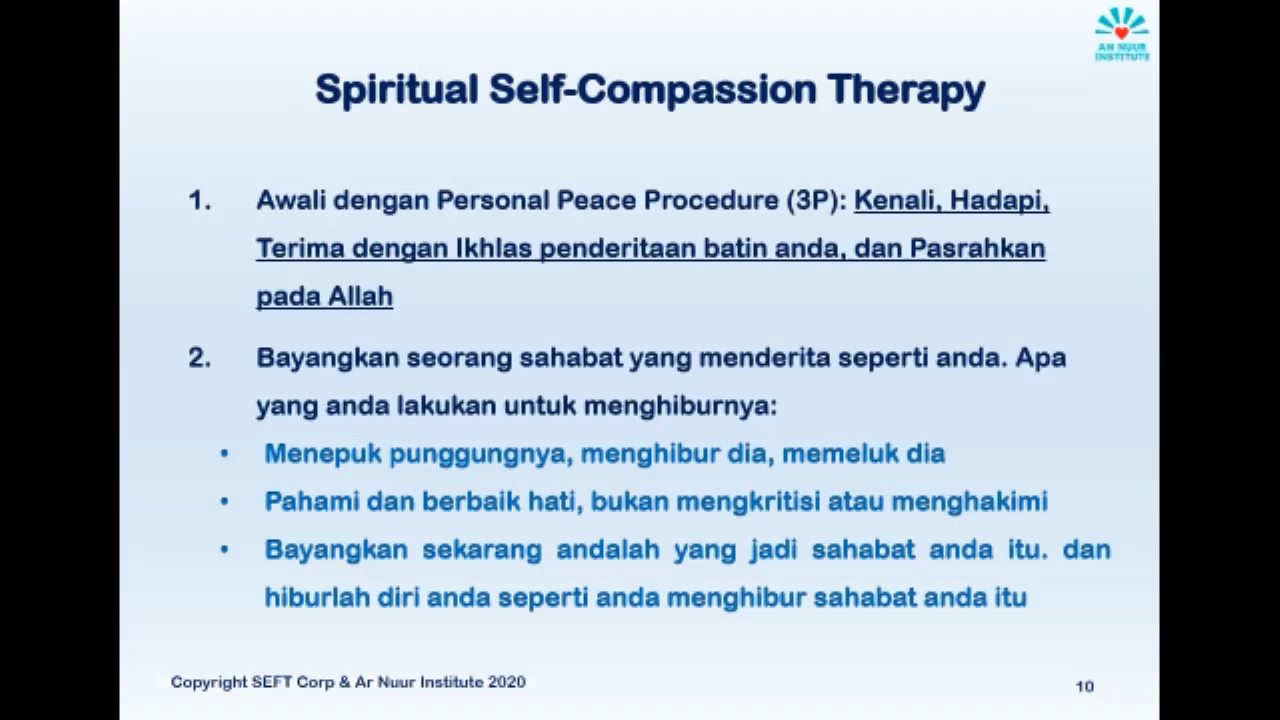 AN NUUR
INSTITUTE
Spiritual Self-Compassion Therapy
1. Awali dengan Personal Peace Procedure (3P): Kenali, Hadapi,
Terima dengan Ikhlas penderitaan batin anda, dan Pasrahkan
pada Allah
2. Bayangkan seorang sahabat yang menderita seperti anda. Apa
yang anda lakukan untuk menghiburnya:
• Menepuk punggungnya, menghibur dia, memeluk dia
• Pahami dan berbaik hati, bukan mengkritisi atau menghakimi
• Bayangkan sekarang andalah yang jadi sahabat anda itu. dan
hiburlah diri anda seperti anda menghibur sahabat anda itu
Copyright SEFT Corp & Ar Nuur Institute 2020
10